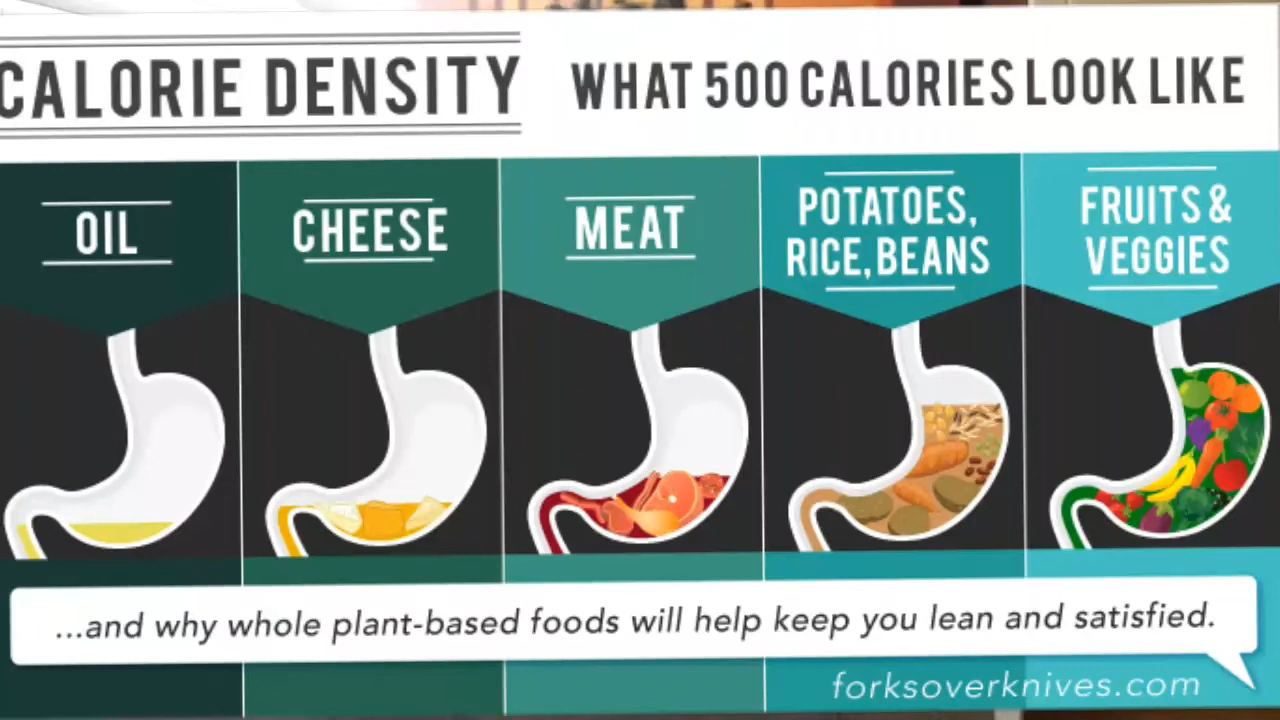 CALORIE DENSITY
WHAT 500 CALORIES LOOK LIKE
OIL
CHEESE
MEAT
POTATOES,
RICE, BEANS
FRUITS &
VEGGIES
...and why whole plant-based foods will help keep you lean and satisfied.
forksoverknives.com